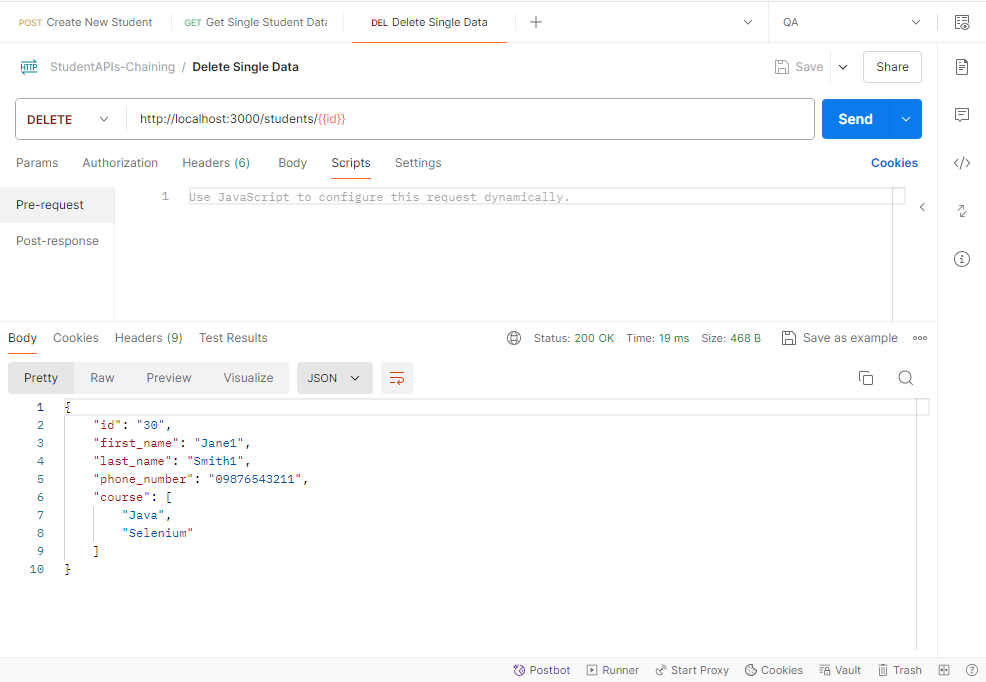 POST Create New Student GET Get Single Student Data DEL Delete Single Data QA
HTTP StudentAPIs-Chaining / Delete Single Data Save Share
DELETE http://localhost:3000/students/{{id}} Send
Params Authorization Headers (6) Body Scripts Settings Cookies
Pre-request
1 Use JavaScript to configure this request dynamically.
Post-response
Body Cookies Headers (9) Test Results Status: 200 OK Time: 19 ms Size: 468 B Save as example
Pretty Raw Preview Visualize JSON
1 {
2 "id": "30",
3 "first_name": "Jane1",
4 "last_name": "Smith1",
5 "phone_number": "09876543211",
6 "course": [
7 "Java",
8 "Selenium"
9 ]
10 }
Postbot Runner Start Proxy Cookies Vault Trash